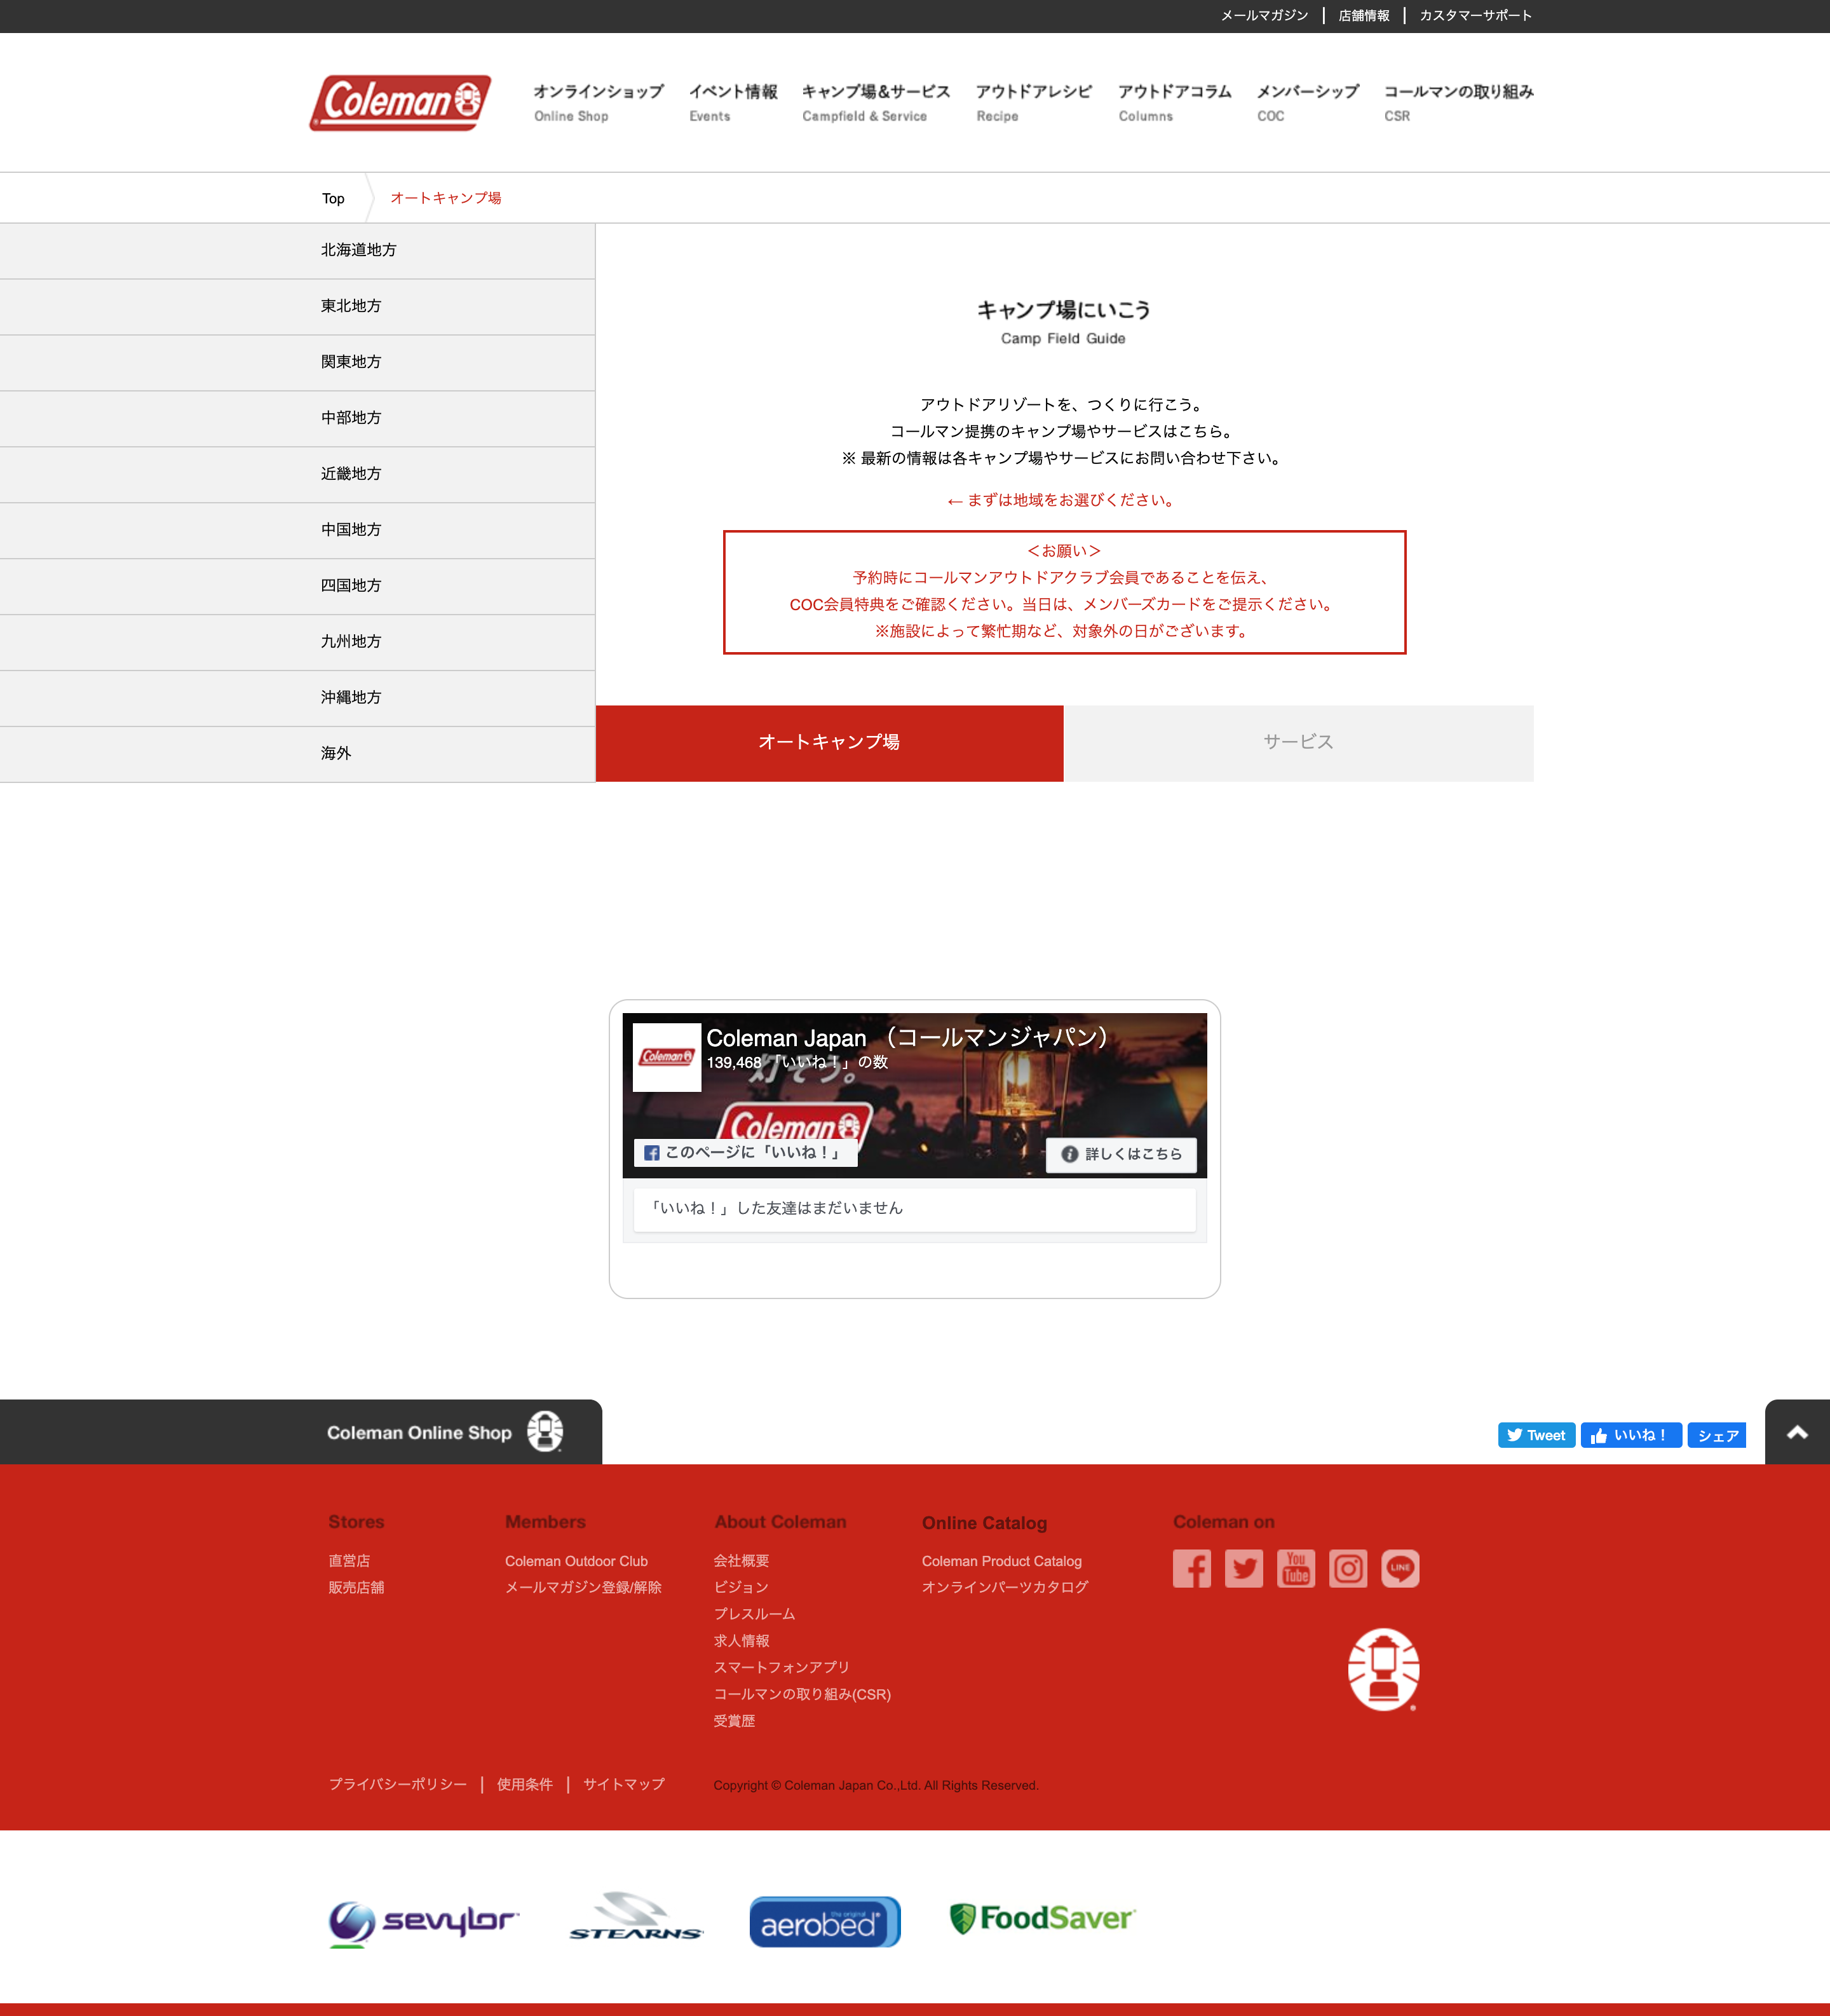 メールマガジン
店舗情報
カスタマーサポート
Coleman
オンラインショップ
Online Shop
イベント情報
Events
キャンプ場&サービス
Campfield & Service
アウトドアレシピ
Recipe
アウトドアコラム
Columns
メンバーシップ
COC
コールマンの取り組み
CSR
Top
オートキャンプ場
北海道地方
東北地方
関東地方
中部地方
近畿地方
中国地方
四国地方
九州地方
沖縄地方
海外
キャンプ場にいこう
Camp Field Guide
アウトドアリゾートを、つくりに行こう。
コールマン提携のキャンプ場やサービスはこちら。
※ 最新の情報は各キャンプ場やサービスにお問い合わせ下さい。
← まずは地域をお選びください。
＜お願い＞
予約時にコールマンアウトドアクラブ会員であることを伝え、
COC会員特典をご確認ください。当日は、メンバーズカードをご提示ください。
※施設によって繁忙期など、対象外の日がございます。
オートキャンプ場
サービス
Coleman
Coleman Japan （コールマンジャパン）
139,468「いいね！」の数
灯そう。
Coleman
このページに「いいね！」
詳しくはこちら
「いいね！」した友達はまだいません
Coleman Online Shop
Tweet
いいね！
シェア
Stores
直営店
販売店舗
Members
Coleman Outdoor Club
メールマガジン登録/解除
About Coleman
会社概要
ビジョン
プレスルーム
求人情報
スマートフォンアプリ
コールマンの取り組み(CSR)
受賞歴
Online Catalog
Coleman Product Catalog
オンラインパーツカタログ
Coleman on
You Tube
LINE
プライバシーポリシー
使用条件
サイトマップ
Copyright © Coleman Japan Co.,Ltd. All Rights Reserved.
sevylor
STEARNS
the original
aerobed
FoodSaver